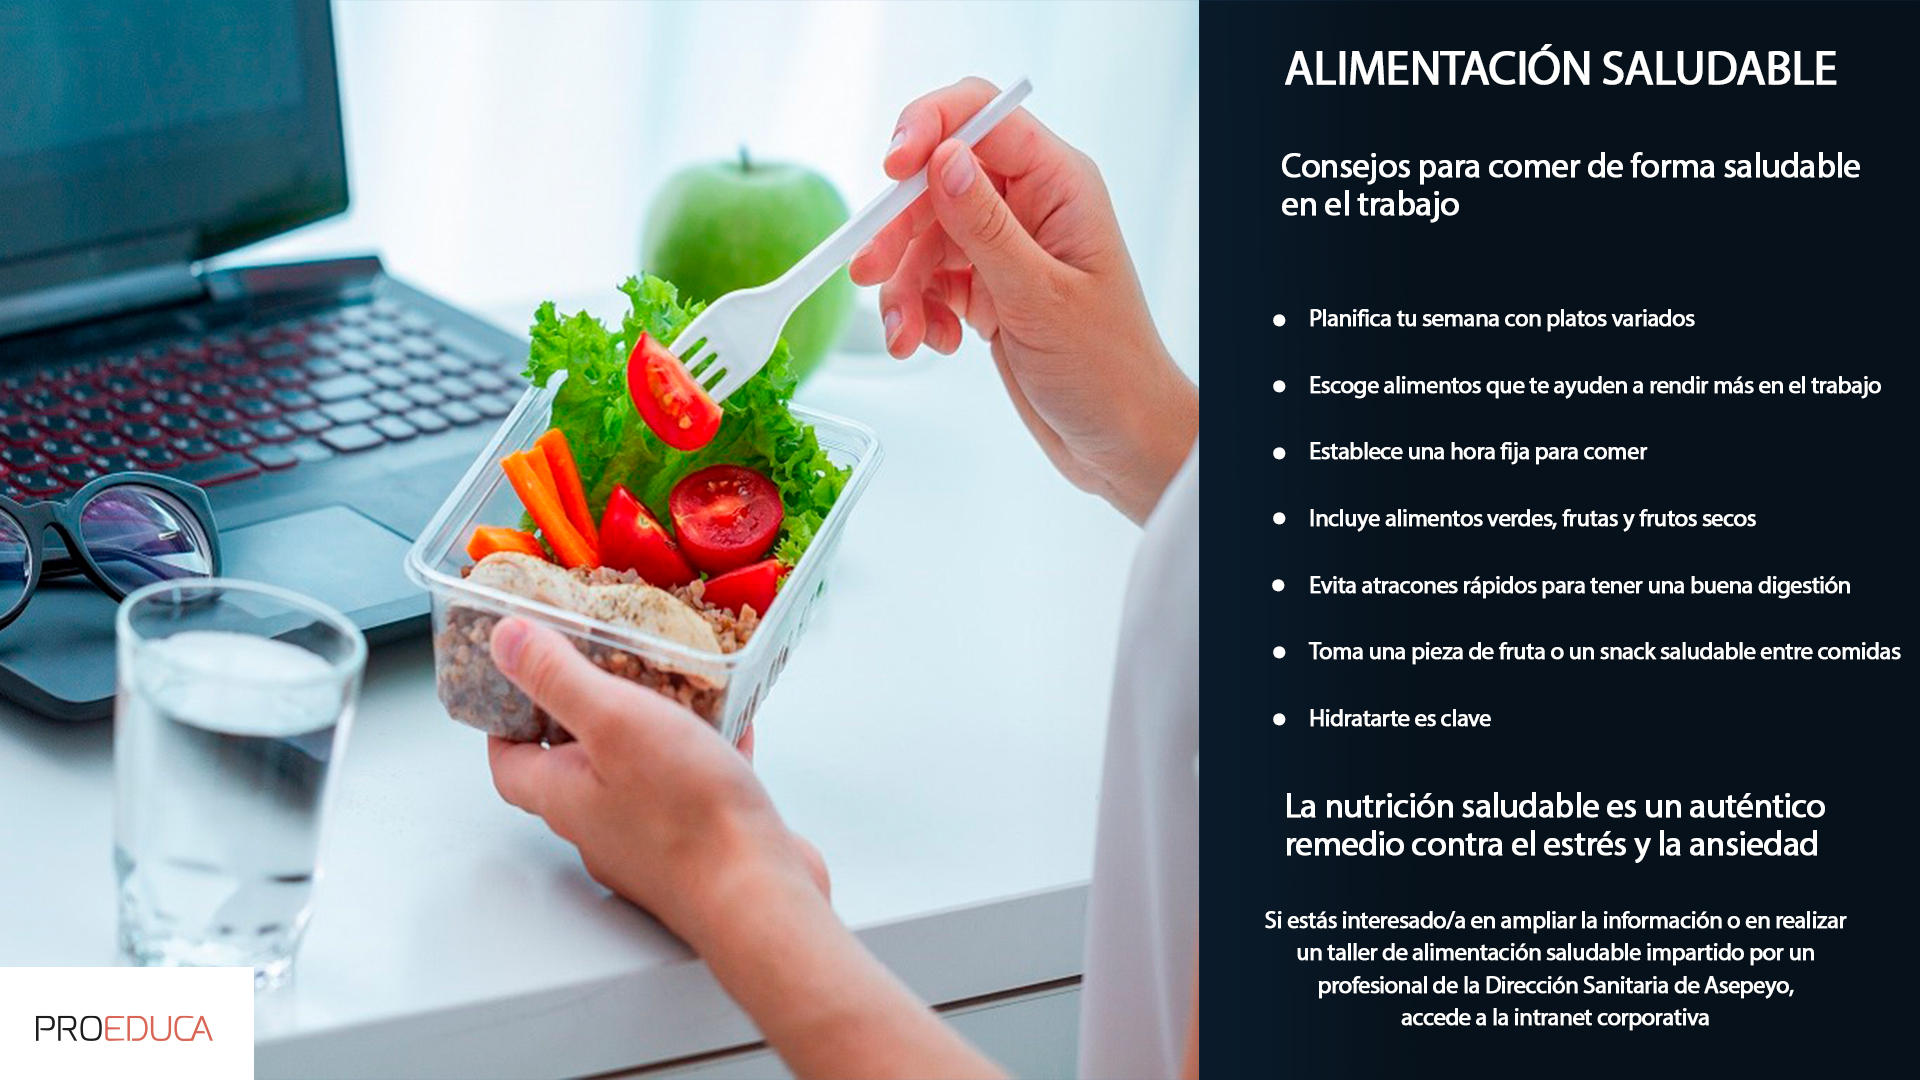 ALIMENTACIÓN SALUDABLE
Consejos para comer de forma saludable
en el trabajo
● Planifica tu semana con platos variados
● Escoge alimentos que te ayuden a rendir más en el trabajo
● Establece una hora fija para comer
● Incluye alimentos verdes, frutas y frutos secos
● Evita atracones rápidos para tener una buena digestión
● Toma una pieza de fruta o un snack saludable entre comidas
● Hidratarte es clave
La nutrición saludable es un auténtico
remedio contra el estrés y la ansiedad
Si estás interesado/a en ampliar la información o en realizar
un taller de alimentación saludable impartido por un
profesional de la Dirección Sanitaria de Asepeyo,
accede a la intranet corporativa
PROEDUCA